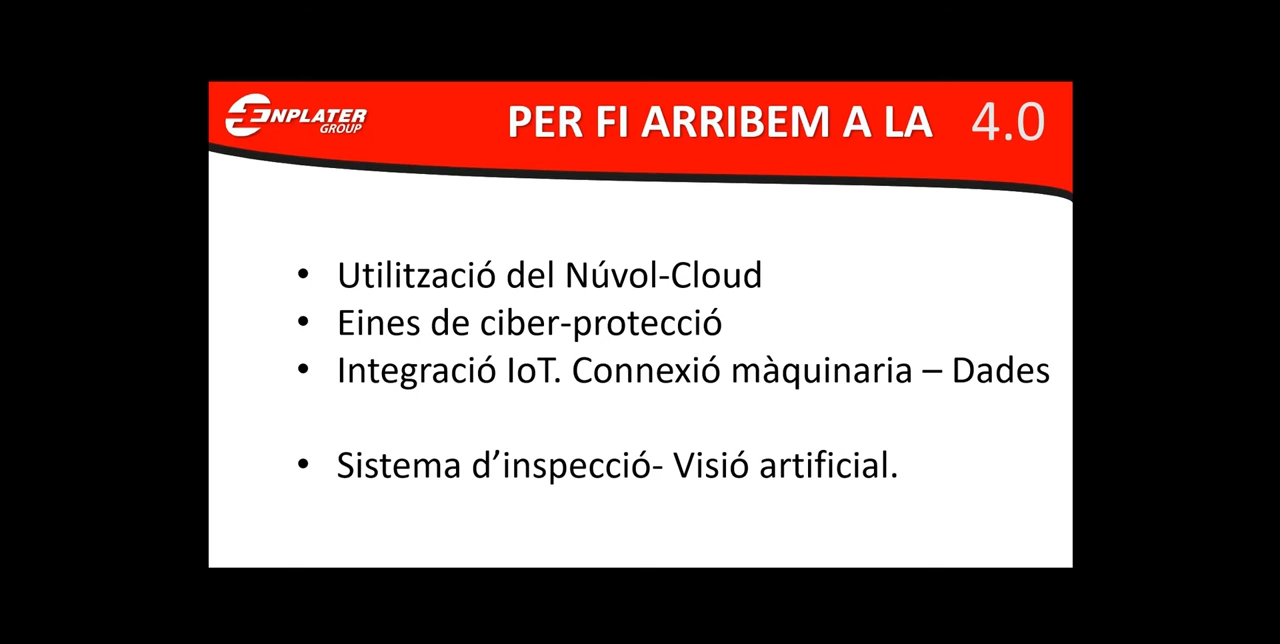 ENPLATER
GROUP
PER FI ARRIBEM A LA 4.0
• Utilització del Núvol-Cloud
• Eines de ciber-protecció
• Integració IoT. Connexió màquinaria – Dades
• Sistema d’inspecció- Visió artificial.